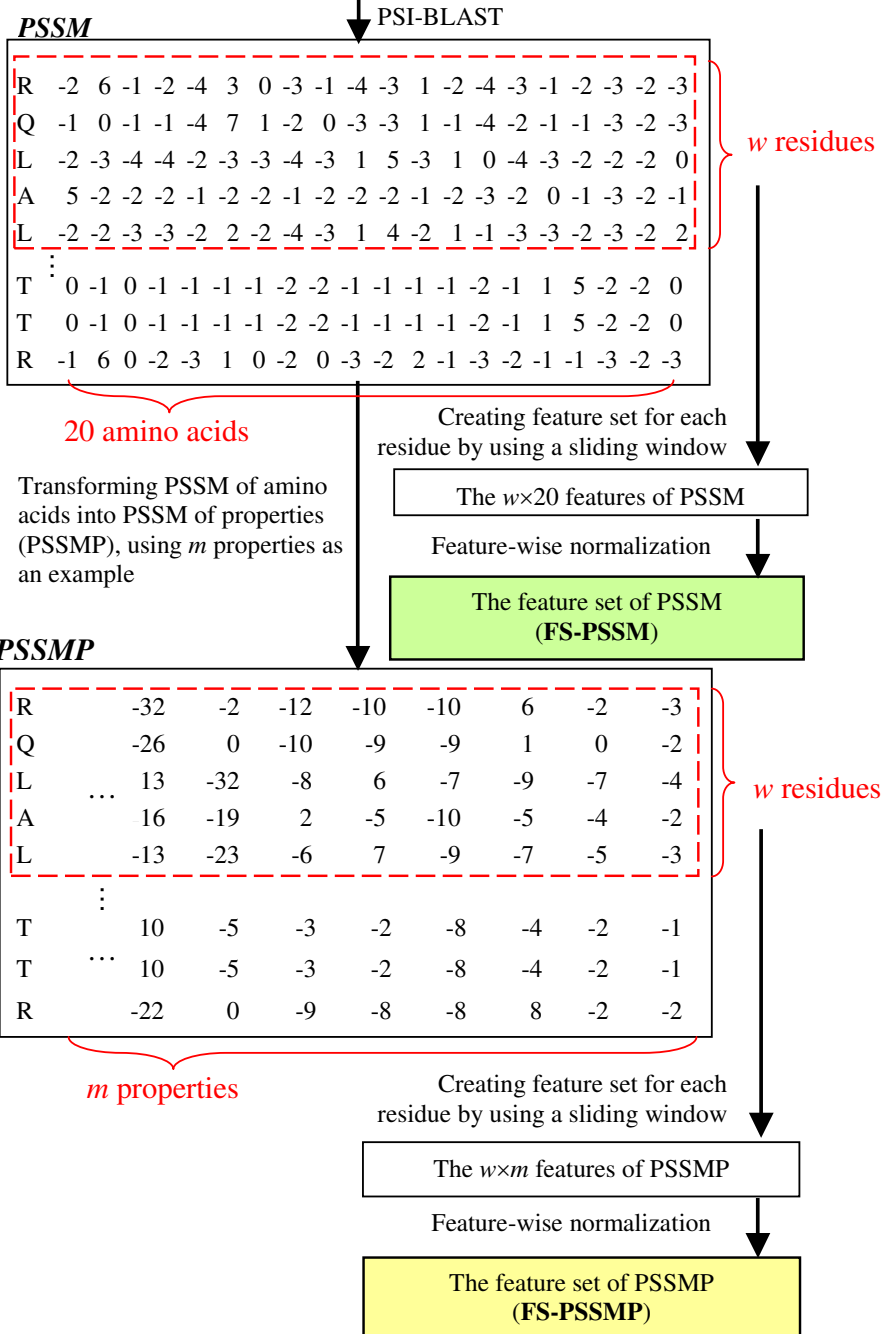 PSI-BLAST
PSSM
R -2 6 -1 -2 -4 3 0 -3 -1 -4 -3 1 -2 -4 -3 -1 -2 -3 -2 -3
Q -1 0 -1 -1 -4 7 1 -2 0 -3 -3 1 -1 -4 -2 -1 -1 -3 -2 -3
L -2 -3 -4 -4 -2 -3 -3 -4 -3 1 5 -3 1 0 -4 -3 -2 -2 -2 0
A 5 -2 -2 -2 -1 -2 -2 -1 -2 -2 -2 -1 -2 -3 -2 0 -1 -3 -2 -1
L -2 -2 -3 -3 -2 2 -2 -4 -3 1 4 -2 1 -1 -3 -3 -2 -3 -2 2
w residues
⋮
T 0 -1 0 -1 -1 -1 -1 -2 -2 -1 -1 -1 -1 -2 -1 1 5 -2 -2 0
T 0 -1 0 -1 -1 -1 -1 -2 -2 -1 -1 -1 -1 -2 -1 1 5 -2 -2 0
R -1 6 0 -2 -3 1 0 -2 0 -3 -2 2 -1 -3 -2 -1 -1 -3 -2 -3
20 amino acids
Creating feature set for each
residue by using a sliding window
The w×20 features of PSSM
Feature-wise normalization
The feature set of PSSM
(FS-PSSM)
Transforming PSSM of amino
acids into PSSM of properties
(PSSMP), using m properties as
an example
PSSMP
R -32 -2 -12 -10 -10 6 -2 -3
Q -26 0 -10 -9 -9 1 0 -2
L … 13 -32 -8 6 -7 -9 -7 -4
A 16 -19 2 -5 -10 -5 -4 -2
L -13 -23 -6 7 -9 -7 -5 -3
w residues
⋮
T 10 -5 -3 -2 -8 -4 -2 -1
T … 10 -5 -3 -2 -8 -4 -2 -1
R -22 0 -9 -8 -8 8 -2 -2
m properties
Creating feature set for each
residue by using a sliding window
The w×m features of PSSMP
Feature-wise normalization
The feature set of PSSMP
(FS-PSSMP)